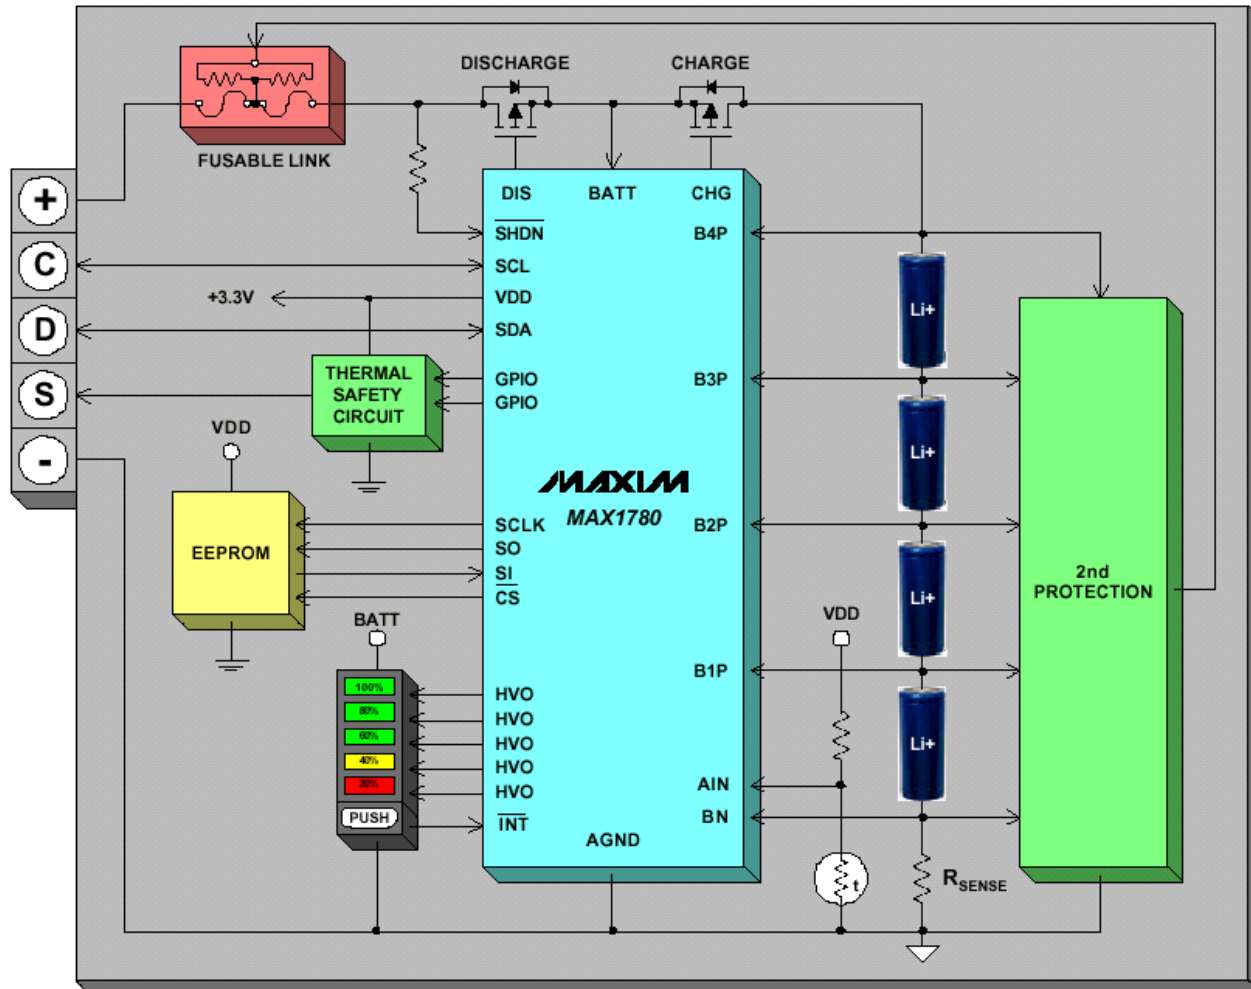 DISCHARGE
CHARGE
FUSABLE LINK
+
C
D
S
-
DIS
BATT
CHG
SHDN
SCL
VDD
SDA
GPIO
GPIO
B4P
B3P
B2P
B1P
AIN
BN
AGND
+3.3V
THERMAL
SAFETY
CIRCUIT
VDD
EEPROM
MAXIM
MAX1780
SCLK
SO
SI
CS
BATT
100%
80%
60%
40%
20%
PUSH
HVO
HVO
HVO
HVO
HVO
INT
VDD
t
Li+
Li+
Li+
Li+
RSENSE
2nd
PROTECTION